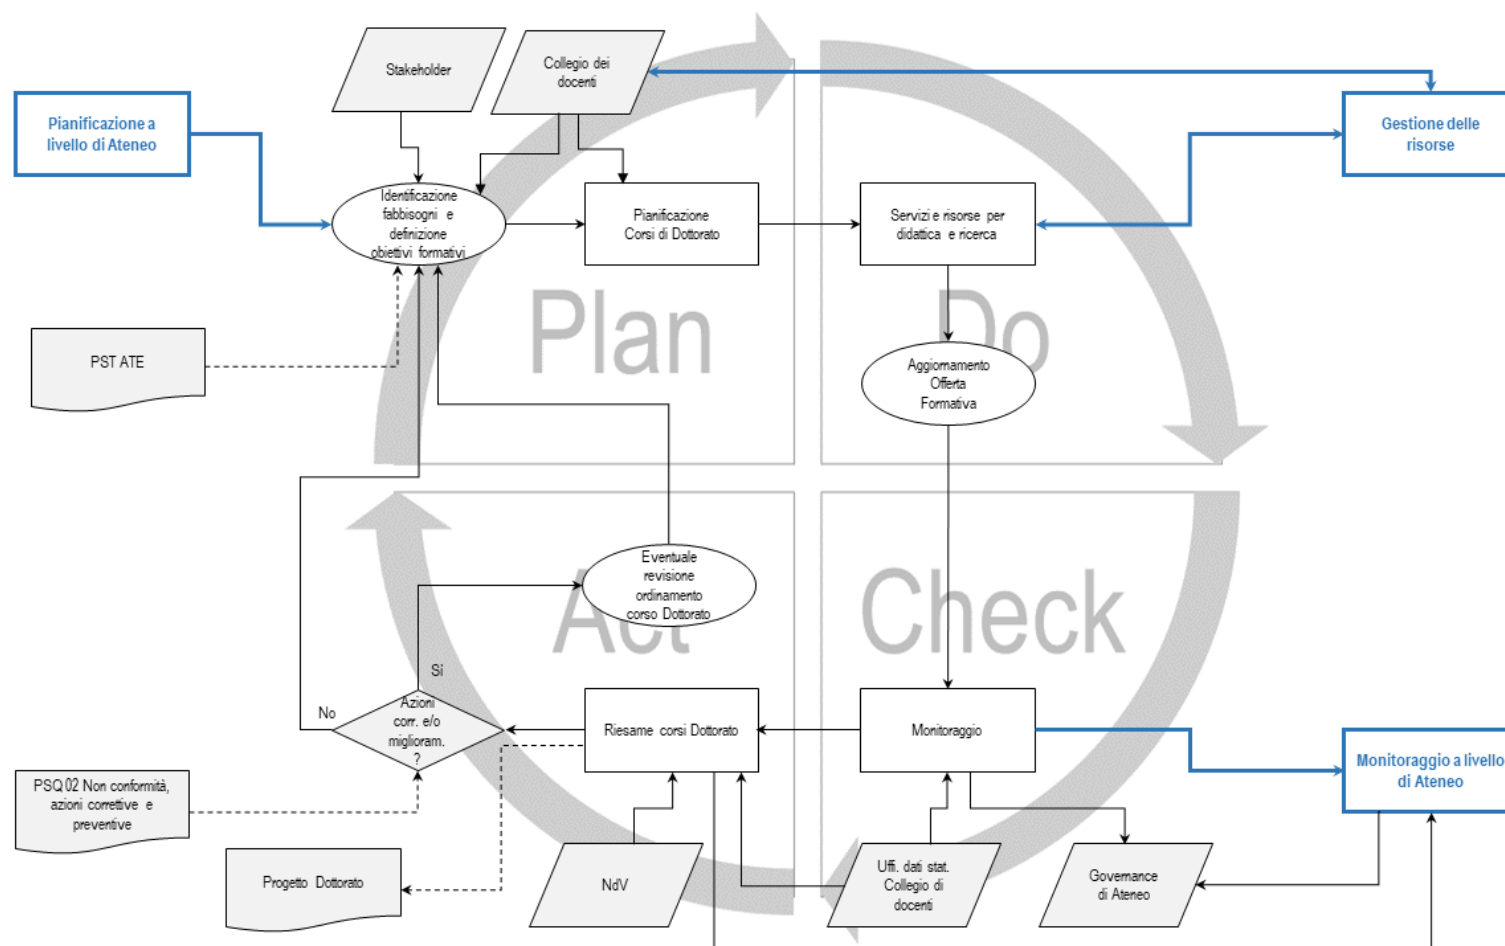 Stakeholder
Collegio dei
docenti
Pianificazione a
livello di Ateneo
Gestione delle
risorse
Identificazione
fabbisogni e
definizione
obiettivi formativi
Pianificazione
Corsi di Dottorato
Servizi e risorse per
didattica e ricerca
Plan
Do
PST ATE
Aggiornamento
Offerta
Formativa
Eventuale
revisione
ordinamento
corso Dottorato
Act
Check
Si
No
Azioni
corr. e/o
miglioram.
?
Riesame corsi Dottorato
Monitoraggio
Monitoraggio a livello
di Ateneo
PSQ 02 Non conformità,
azioni correttive e
preventive
Progetto Dottorato
NdV
Uffi. dati stat.
Collegio di
docenti
Governance
di Ateneo